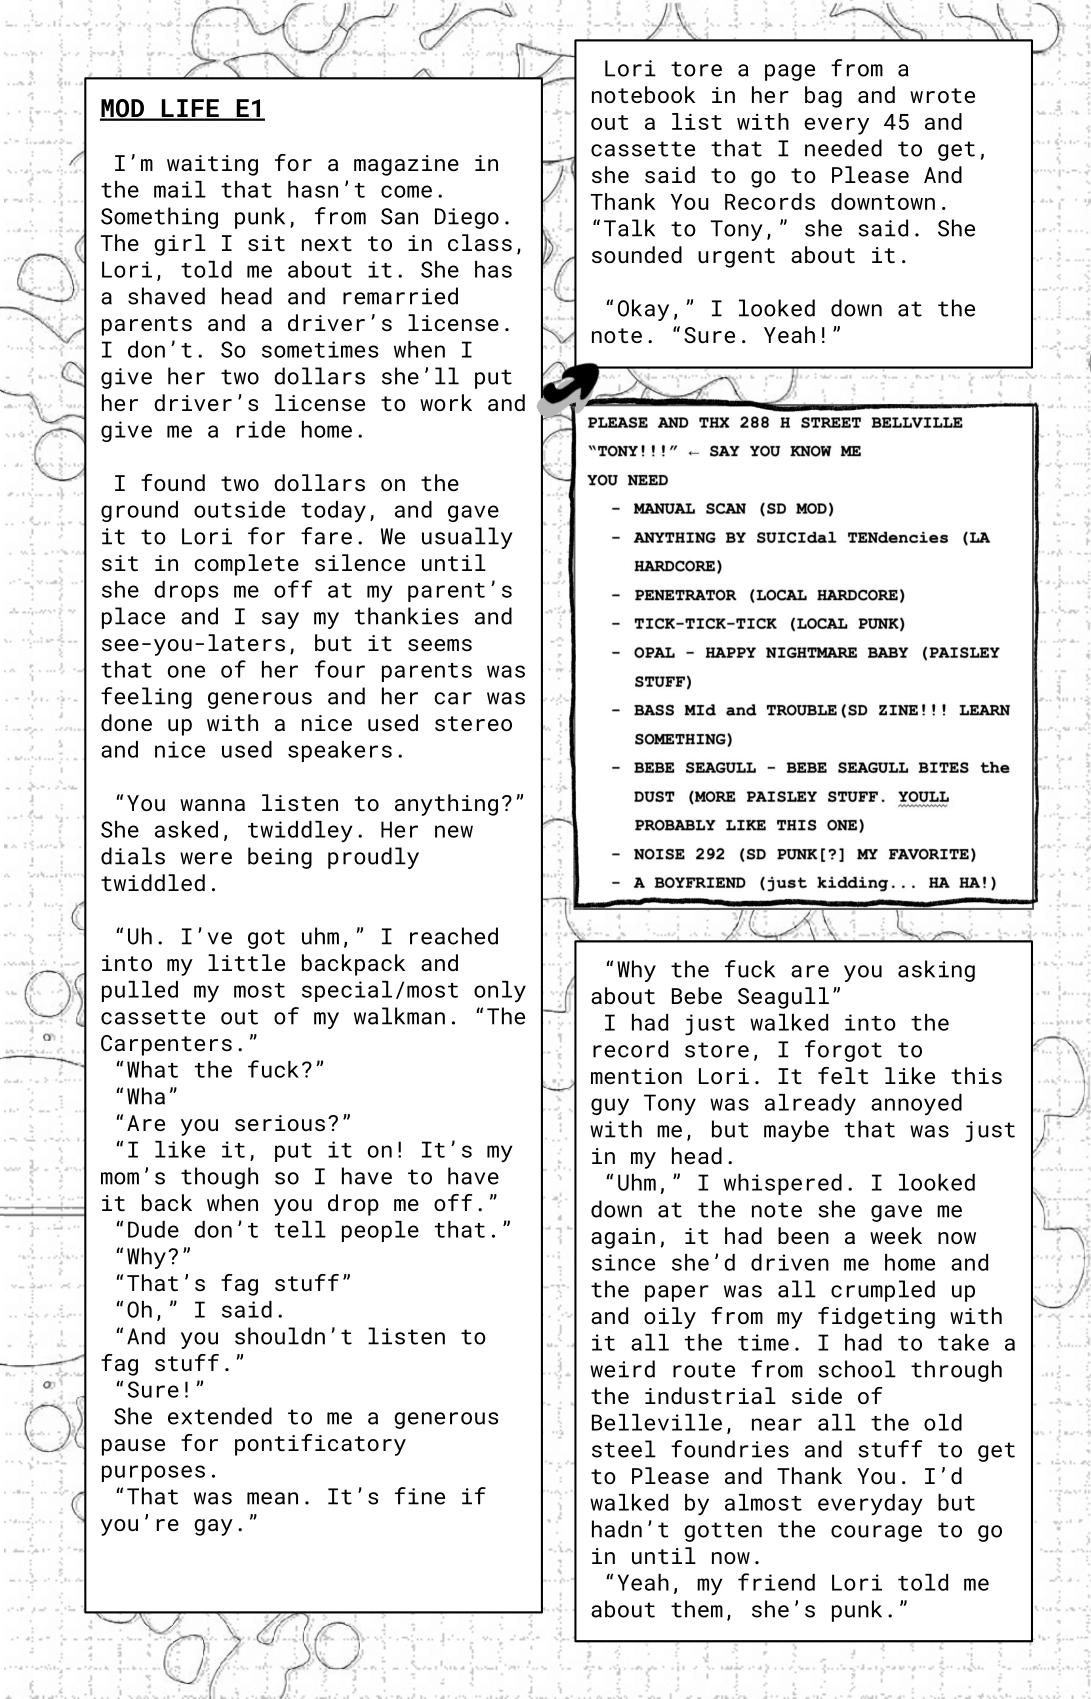 MOD LIFE E1
I’m waiting for a magazine in
the mail that hasn’t come.
Something punk, from San Diego.
The girl I sit next to in class,
Lori, told me about it. She has
a shaved head and remarried
parents and a driver’s license.
I don’t. So sometimes when I
give her two dollars she’ll put
her driver’s license to work and
give me a ride home.
I found two dollars on the
ground outside today, and gave
it to Lori for fare. We usually
sit in complete silence until
she drops me off at my parent’s
place and I say my thankies and
see-you-laters, but it seems
that one of her four parents was
feeling generous and her car was
done up with a nice used stereo
and nice used speakers.
“You wanna listen to anything?”
She asked, twiddley. Her new
dials were being proudly
twiddled.
“Uh. I’ve got uhm,” I reached
into my little backpack and
pulled my most special/most only
cassette out of my walkman. “The
Carpenters.”
“What the fuck?”
“Wha”
“Are you serious?”
“I like it, put it on! It’s my
mom’s though so I have to have
it back when you drop me off.”
“Dude don’t tell people that.”
“Why?”
“That’s fag stuff”
“Oh,” I said.
“And you shouldn’t listen to
fag stuff.”
“Sure!”
She extended to me a generous
pause for pontificatory
purposes.
“That was mean. It’s fine if
you’re gay.”
Lori tore a page from a
notebook in her bag and wrote
out a list with every 45 and
cassette that I needed to get,
she said to go to Please And
Thank You Records downtown.
“Talk to Tony,” she said. She
sounded urgent about it.
“Okay,” I looked down at the
note. “Sure. Yeah!”
PLEASE AND THX 288 H STREET BELLVILLE
“TONY!!!” ← SAY YOU KNOW ME
YOU NEED
- MANUAL SCAN (SD MOD)
- ANYTHING BY SUICIdal TENdencies (LA
HARDCORE)
- PENETRATOR (LOCAL HARDCORE)
- TICK-TICK-TICK (LOCAL PUNK)
- OPAL - HAPPY NIGHTMARE BABY (PAISLEY
STUFF)
- BASS MId and TROUBLE(SD ZINE!!! LEARN
SOMETHING)
- BEBE SEAGULL - BEBE SEAGULL BITES the
DUST (MORE PAISLEY STUFF. YOULL
PROBABLY LIKE THIS ONE)
- NOISE 292 (SD PUNK[?] MY FAVORITE)
- A BOYFRIEND (just kidding... HA HA!)
“Why the fuck are you asking
about Bebe Seagull”
I had just walked into the
record store, I forgot to
mention Lori. It felt like this
guy Tony was already annoyed
with me, but maybe that was just
in my head.
“Uhm,” I whispered. I looked
down at the note she gave me
again, it had been a week now
since she’d driven me home and
the paper was all crumpled up
and oily from my fidgeting with
it all the time. I had to take a
weird route from school through
the industrial side of
Belleville, near all the old
steel foundries and stuff to get
to Please and Thank You. I’d
walked by almost everyday but
hadn’t gotten the courage to go
in until now.
“Yeah, my friend Lori told me
about them, she’s punk.”